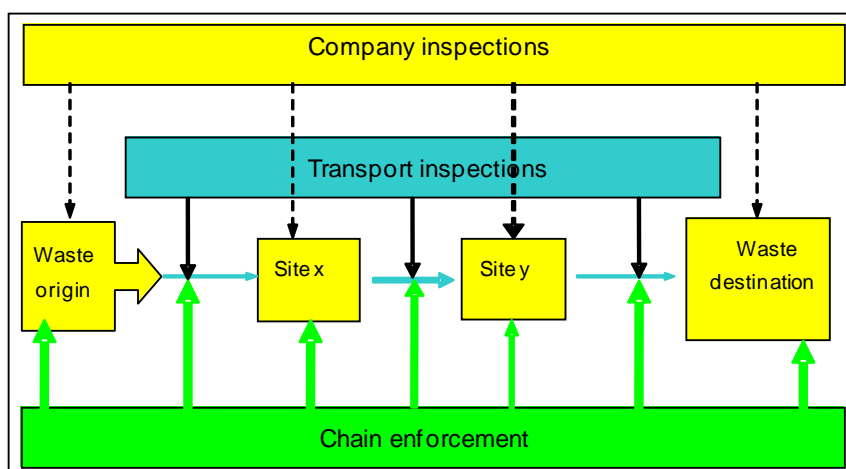 Company inspections
Transport inspections
Waste
origin
Site x
Site y
Waste
destination
Chain enforcement